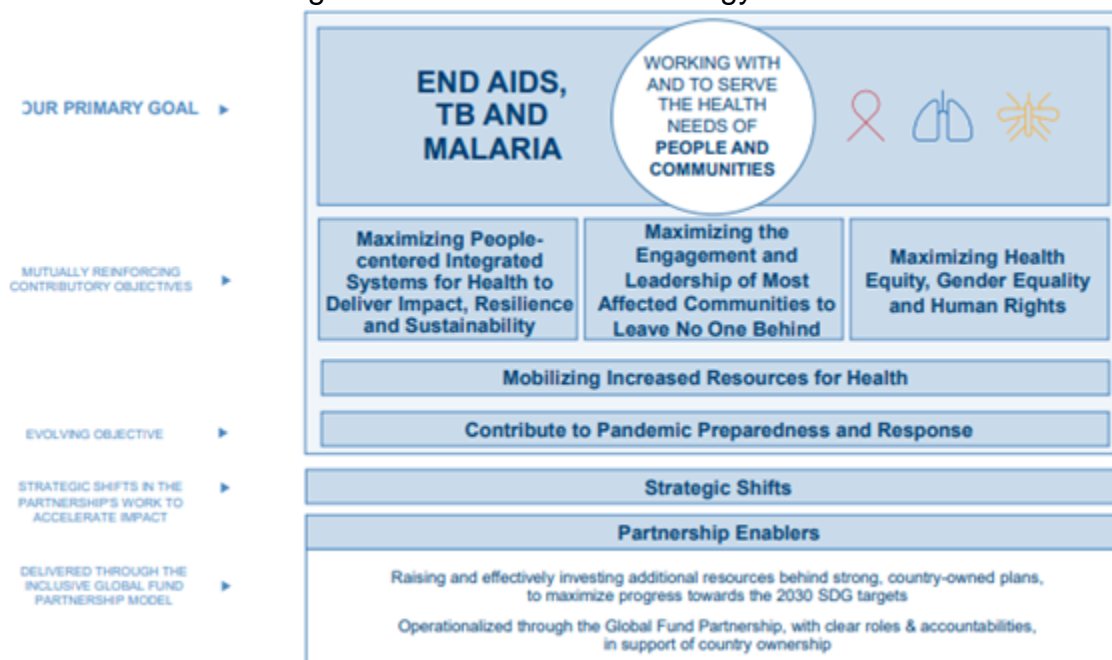 OUR PRIMARY GOAL
END AIDS,
TB AND
MALARIA
WORKING WITH
AND TO SERVE
THE HEALTH
NEEDS OF
PEOPLE AND
COMMUNITIES
MUTUALLY REINFORCING
CONTRIBUTORY OBJECTIVES
Maximizing People-
centered Integrated
Systems for Health to
Deliver Impact, Resilience
and Sustainability
Maximizing the
Engagement and
Leadership of Most
Affected Communities to
Leave No One Behind
Maximizing Health
Equity, Gender Equality
and Human Rights
Mobilizing Increased Resources for Health
EVOLVING OBJECTIVE
Contribute to Pandemic Preparedness and Response
STRATEGIC SHIFTS IN THE
PARTNERSHIP'S WORK TO
ACCELERATE IMPACT
Strategic Shifts
Partnership Enablers
DELIVERED THROUGH THE
INCLUSIVE GLOBAL FUND
PARTNERSHIP MODEL
Raising and effectively investing additional resources behind strong, country-owned plans,
to maximize progress towards the 2030 SDG targets
Operationalized through the Global Fund Partnership, with clear roles & accountabilities,
in support of country ownership